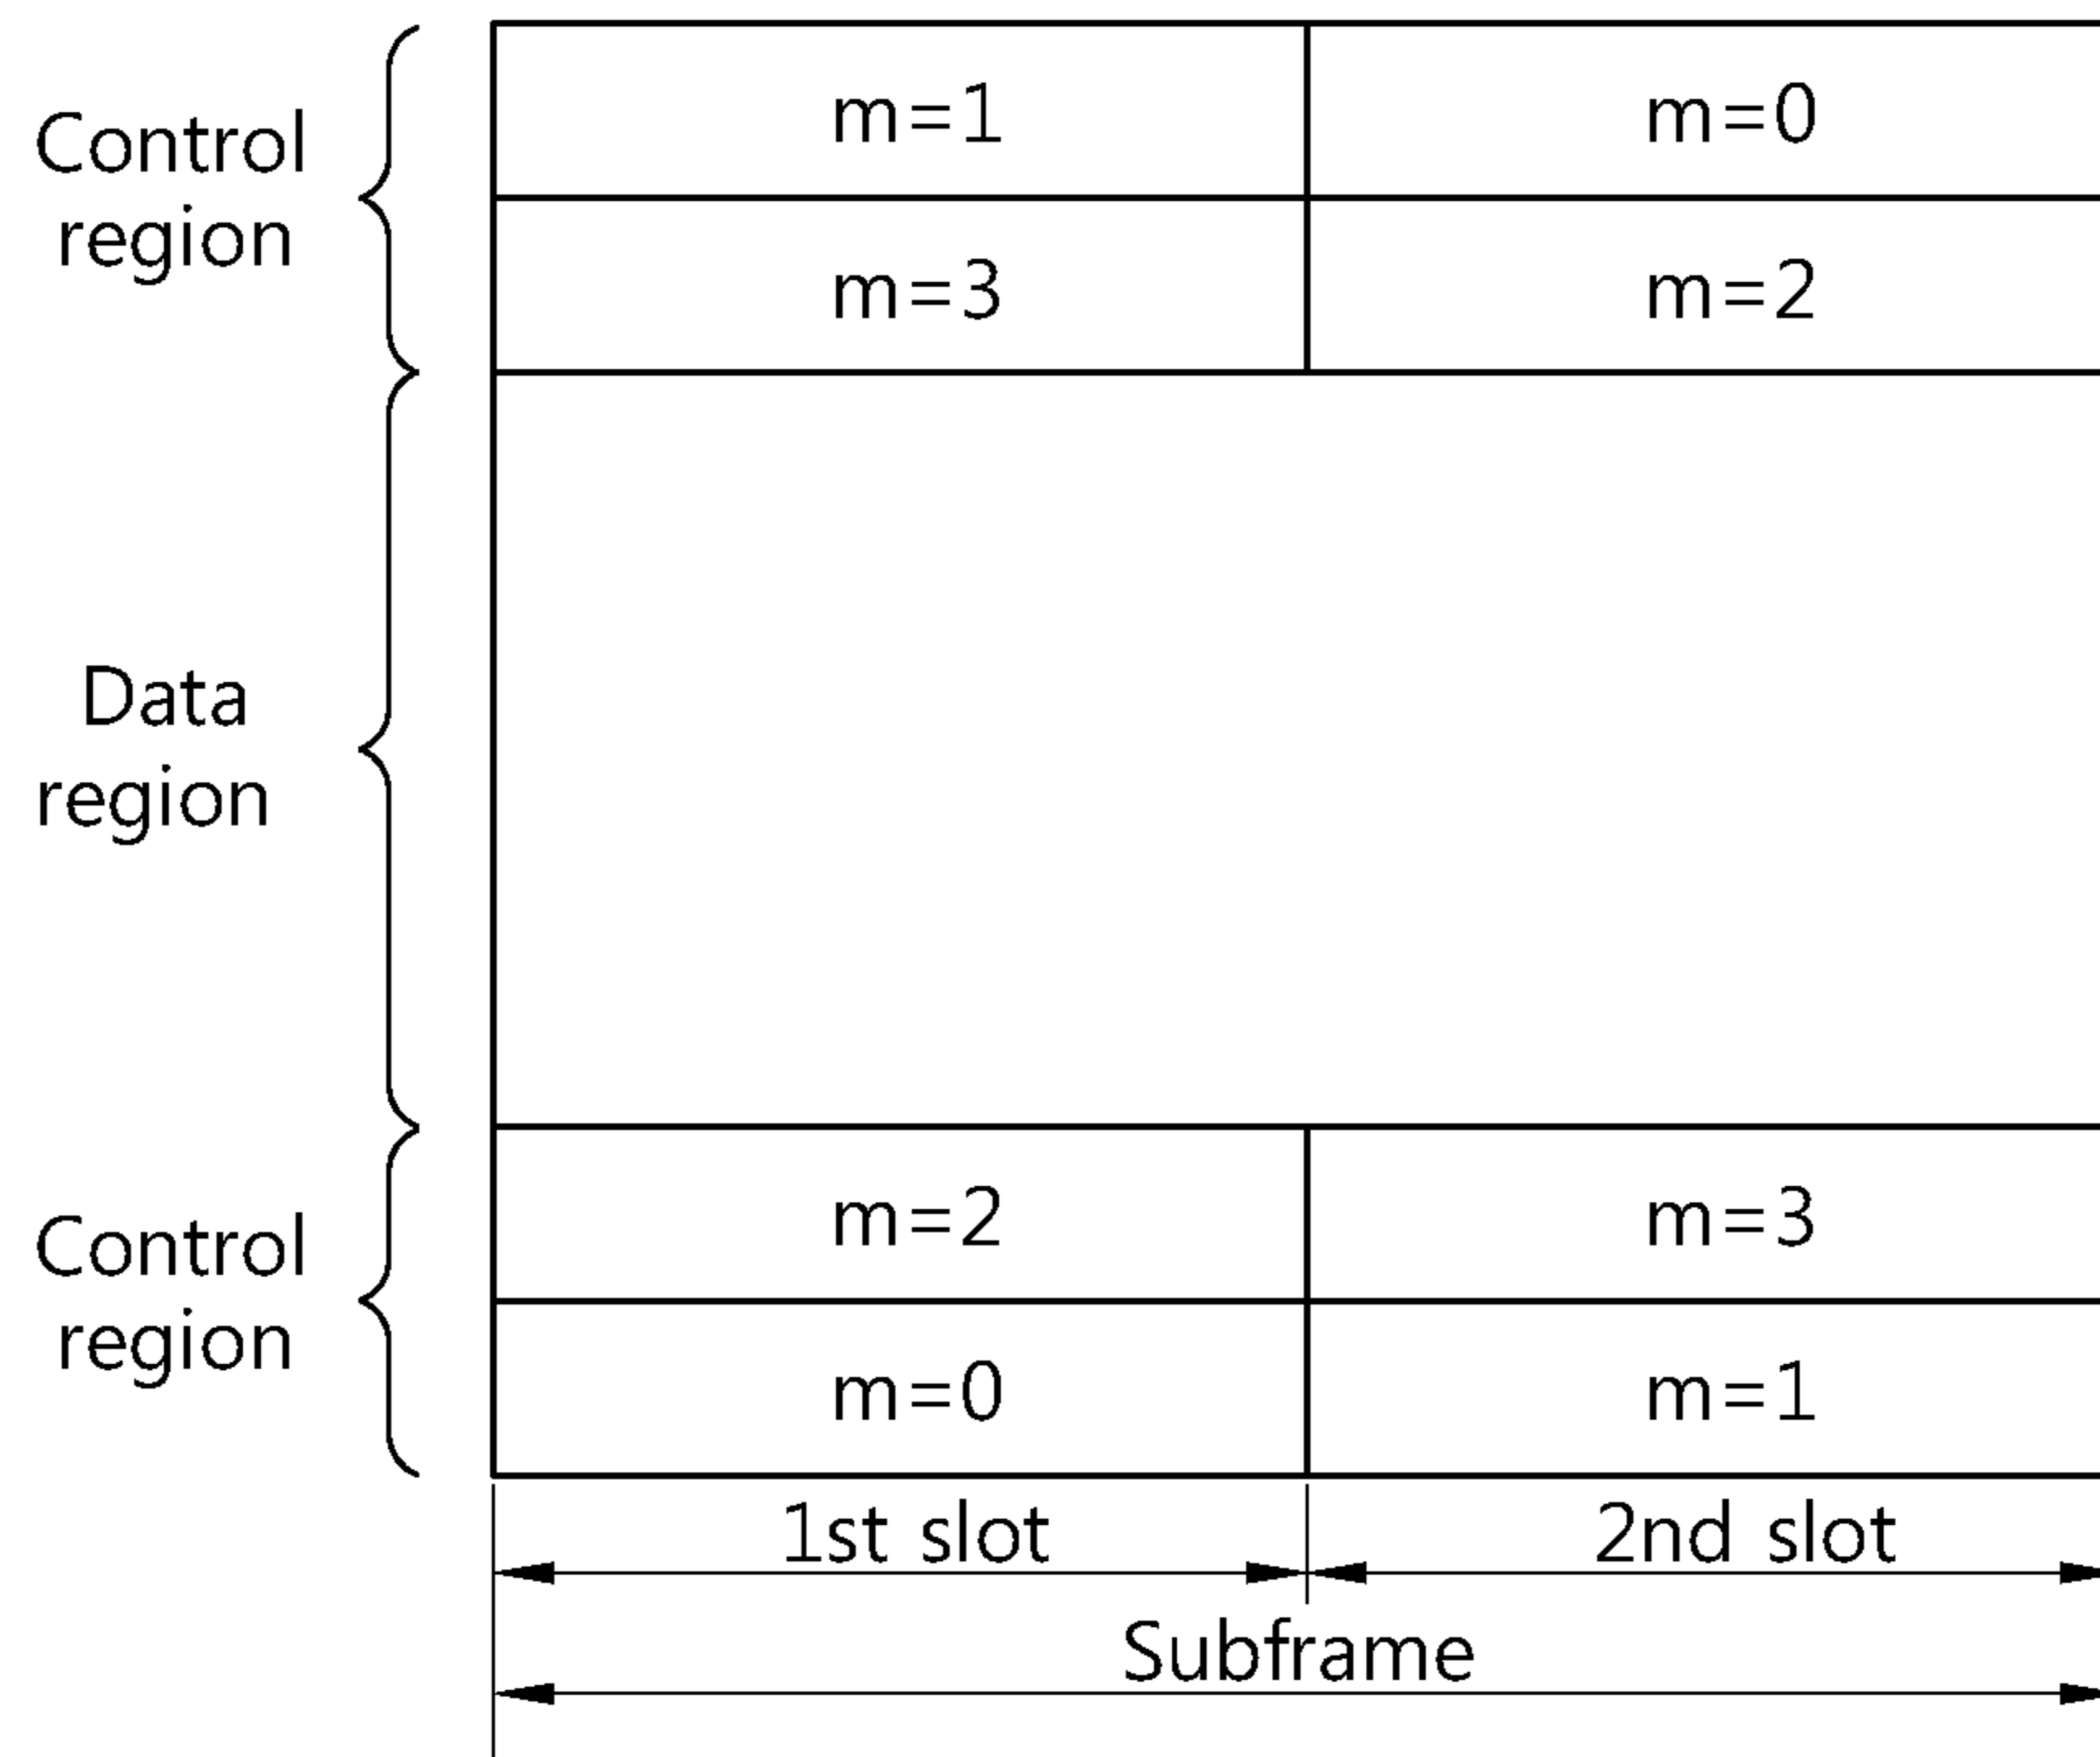 m=1 m=0
Control
region
m=3 m=2
Data
region
m=2 m=3
Control
region
m=0 m=1
1st slot 2nd slot
Subframe